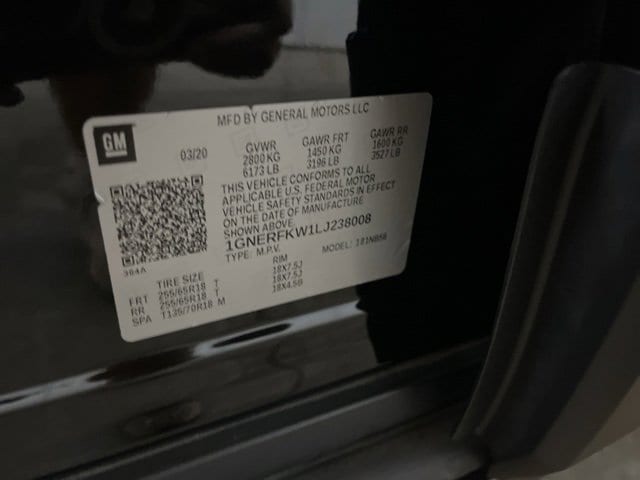 MFD BY GENERAL MOTORS LLC
GM
03/20
GVWR GAWR FRT GAWR RR
2800 KG 1450 KG 1600 KG
6173 LB 3196 LB 3527 LB
THIS VEHICLE CONFORMS TO ALL
APPLICABLE U.S. FEDERAL MOTOR
VEHICLE SAFETY STANDARDS IN EFFECT
ON THE DATE OF MANUFACTURE
SHOWN ABOVE.
1GNERFKW1LJ238008
TYPE: M.P.V. MODEL:
TIRE SIZE RIM
FRT 255/65R18 T 18X7.5J
RR 255/65R18 T 18X7.5J
SPA T135/70R18 M 18X4.5B